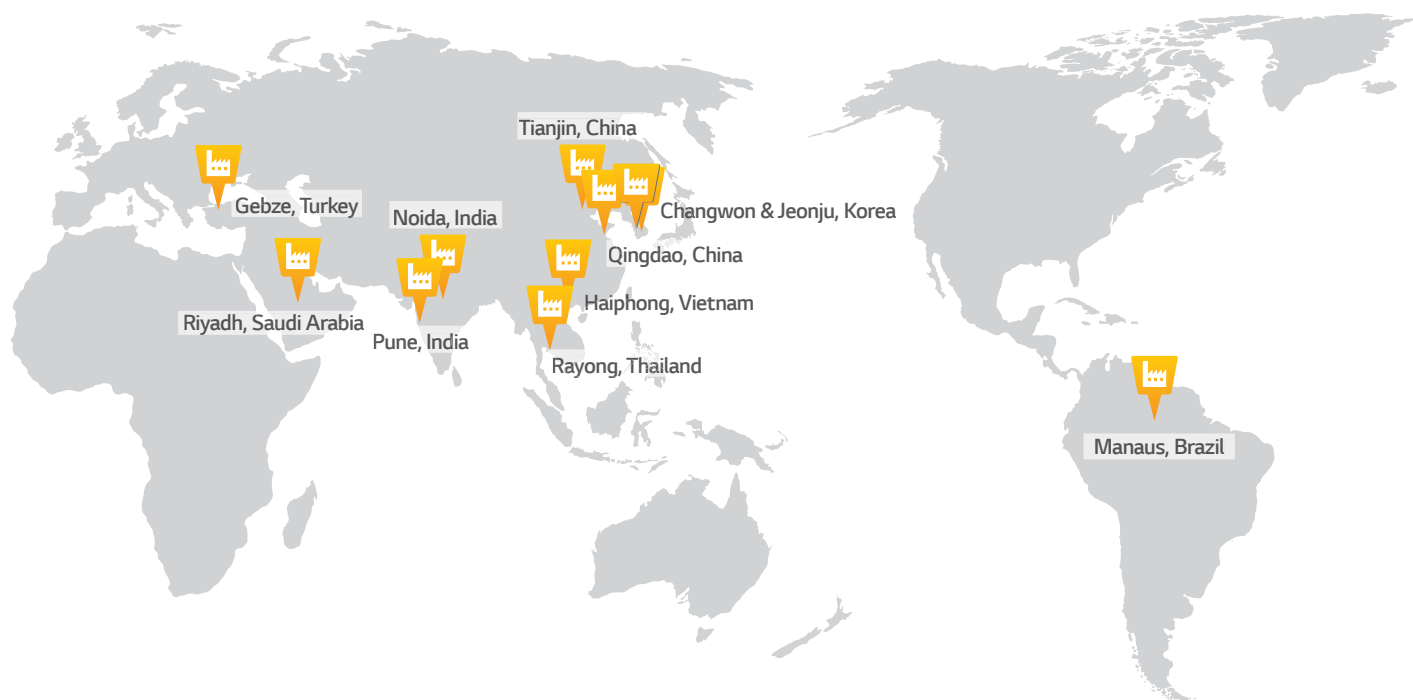 Tianjin, China
Gebze, Turkey
Noida, India
Changwon & Jeonju, Korea
Qingdao, China
Haiphong, Vietnam
Riyadh, Saudi Arabia
Pune, India
Rayong, Thailand
Manaus, Brazil